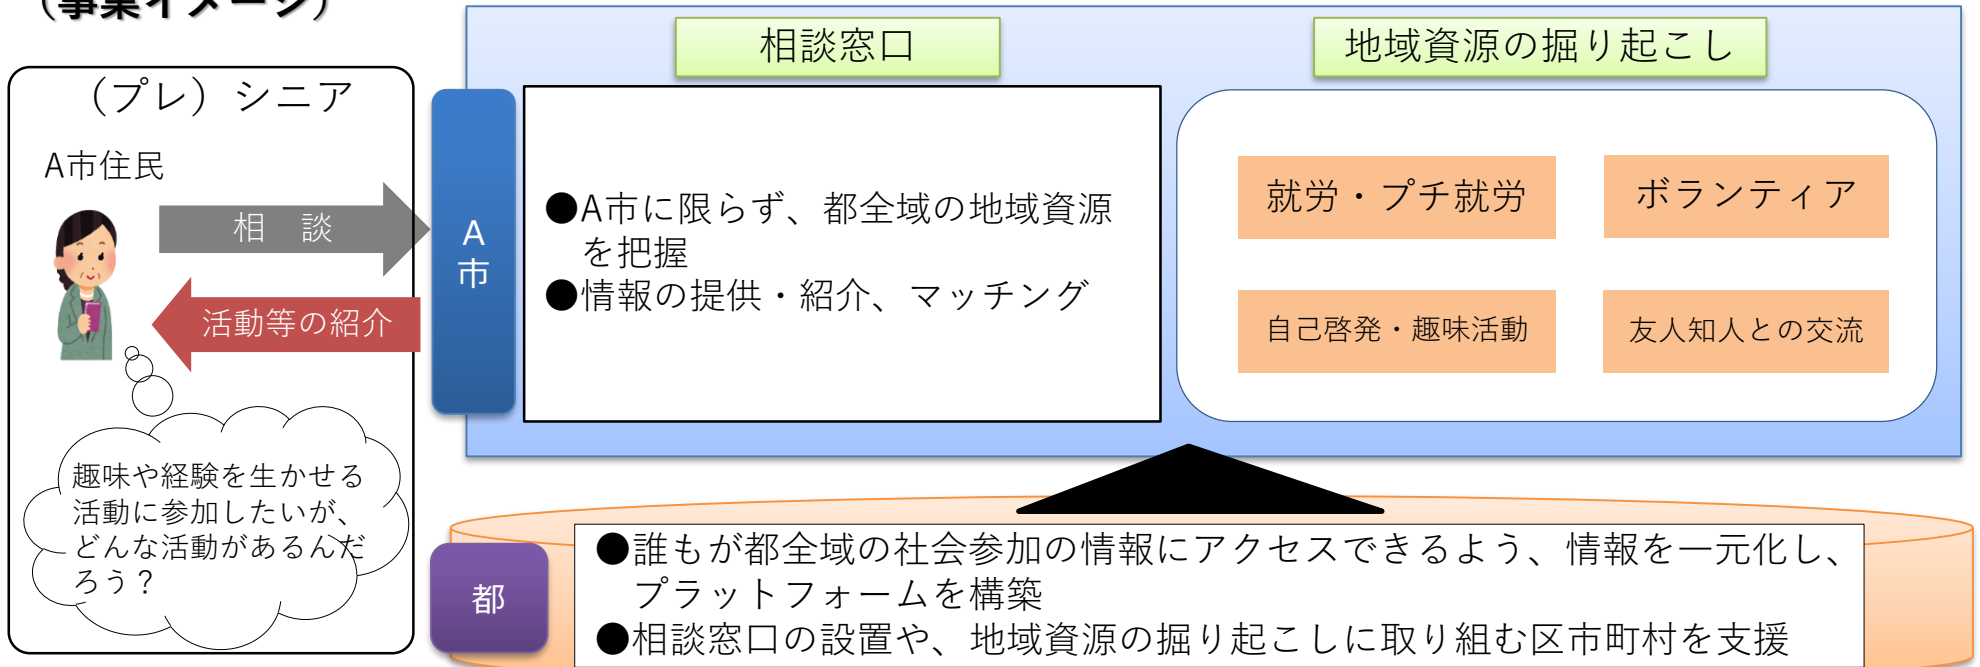 （事業イメージ）
（プレ）シニア
A市住民
相　談
活動等の紹介
趣味や経験を生かせる
活動に参加したいが、
どんな活動があるんだ
ろう？
A
市
相談窓口
●A市に限らず、都全域の地域資源
を把握
●情報の提供・紹介、マッチング
地域資源の掘り起こし
就労・プチ就労
ボランティア
自己啓発・趣味活動
友人知人との交流
都
●誰もが都全域の社会参加の情報にアクセスできるよう、情報を一元化し、
プラットフォームを構築
●相談窓口の設置や、地域資源の掘り起こしに取り組む区市町村を支援